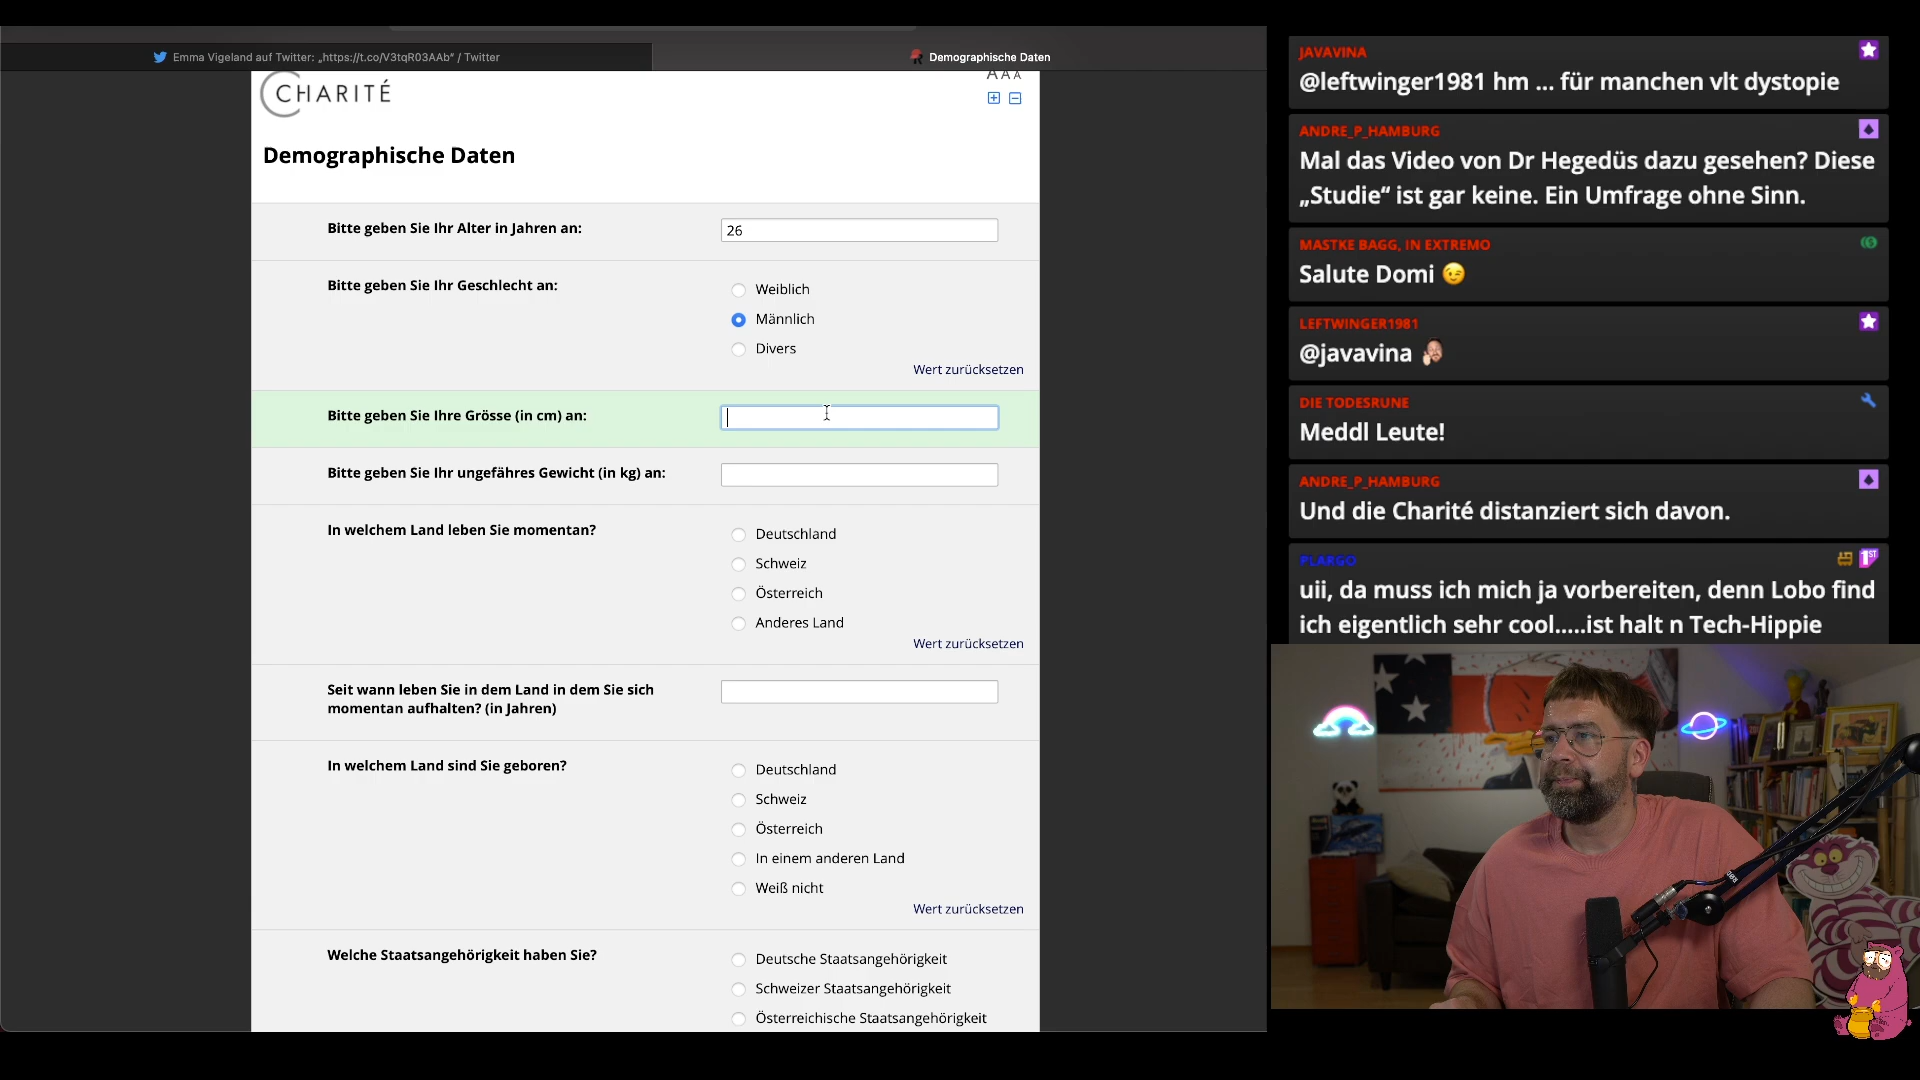 Emma Vigeland auf Twitter: „https://t.co/V3tqR03AAb“ / Twitter
Demographische Daten
CHARITÉ
AAA
Demographische Daten
Bitte geben Sie Ihr Alter in Jahren an:
26
Bitte geben Sie Ihr Geschlecht an:
Weiblich
Männlich
Divers
Wert zurücksetzen
Bitte geben Sie Ihre Grösse (in cm) an:
Bitte geben Sie Ihr ungefähres Gewicht (in kg) an:
In welchem Land leben Sie momentan?
Deutschland
Schweiz
Österreich
Anderes Land
Wert zurücksetzen
Seit wann leben Sie in dem Land in dem Sie sich
momentan aufhalten? (in Jahren)
In welchem Land sind Sie geboren?
Deutschland
Schweiz
Österreich
In einem anderen Land
Weiß nicht
Wert zurücksetzen
Welche Staatsangehörigkeit haben Sie?
Deutsche Staatsangehörigkeit
Schweizer Staatsangehörigkeit
Österreichische Staatsangehörigkeit
JAVAVINA
@leftwinger1981 hm ... für manchen vlt dystopie
ANDRE_P_HAMBURG
Mal das Video von Dr Hegedüs dazu gesehen? Diese
„Studie“ ist gar keine. Ein Umfrage ohne Sinn.
MASTKE BAGG, IN EXTREMO
Salute Domi 😉
LEFTWINGER1981
@javavina
DIE TODESRUNE
Meddl Leute!
ANDRE_P_HAMBURG
Und die Charité distanziert sich davon.
PLARGO
1ST
uii, da muss ich mich ja vorbereiten, denn Lobo find
ich eigentlich sehr cool.....ist halt n Tech-Hippie